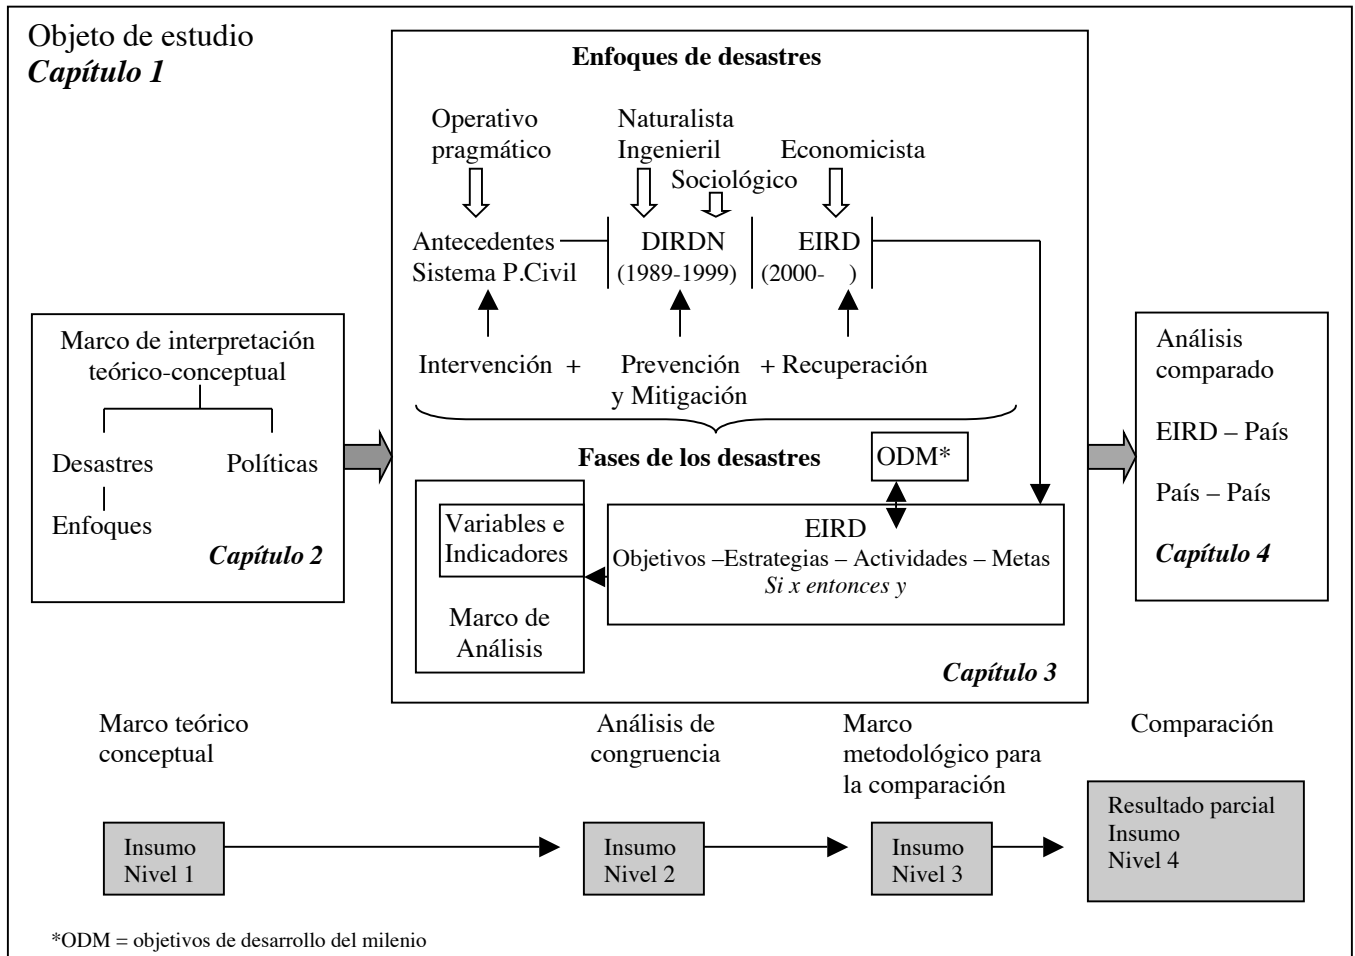 Objeto de estudio
Capítulo 1
Enfoques de desastres
Operativo
pragmático
Naturalista
Ingenieril
Sociológico
Economicista
Antecedentes
Sistema P.Civil
DIRDN
(1989-1999)
EIRD
(2000- )
Intervención +
Prevención
y Mitigación
+ Recuperación
Fases de los desastres
ODM*
Variables e
Indicadores
Marco de
Análisis
EIRD
Objetivos –Estrategias – Actividades – Metas
Si x entonces y
Capítulo 3
Marco de interpretación
teórico-conceptual
Desastres
Políticas
Enfoques
Capítulo 2
Análisis
comparado
EIRD – País
País – País
Capítulo 4
Marco teórico
conceptual
Análisis de
congruencia
Marco
metodológico para
la comparación
Comparación
Insumo
Nivel 1
Insumo
Nivel 2
Insumo
Nivel 3
Resultado parcial
Insumo
Nivel 4
*ODM = objetivos de desarrollo del milenio